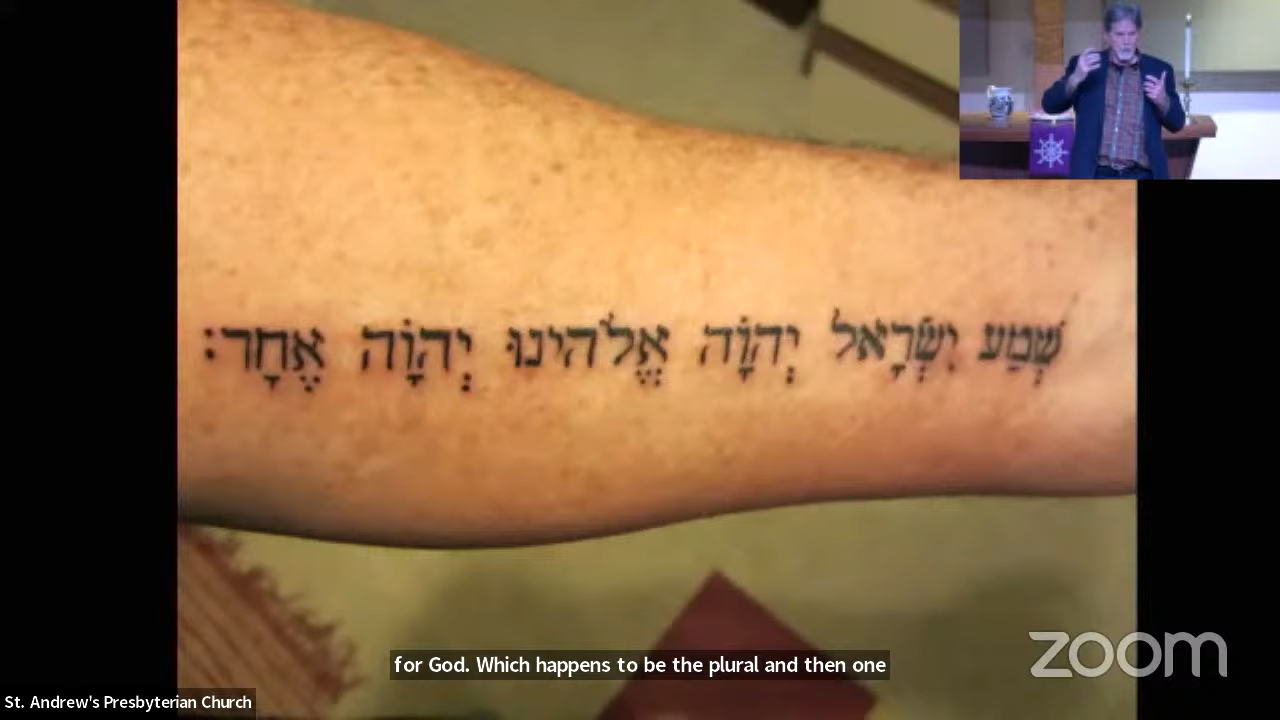 שְׁמַע יִשְׂרָאֵל יְהוָֹה אֱלֹהֵינוּ יְהוָֹה אֶחָד׃
for God. Which happens to be the plural and then one
zoom
St. Andrew's Presbyterian Church